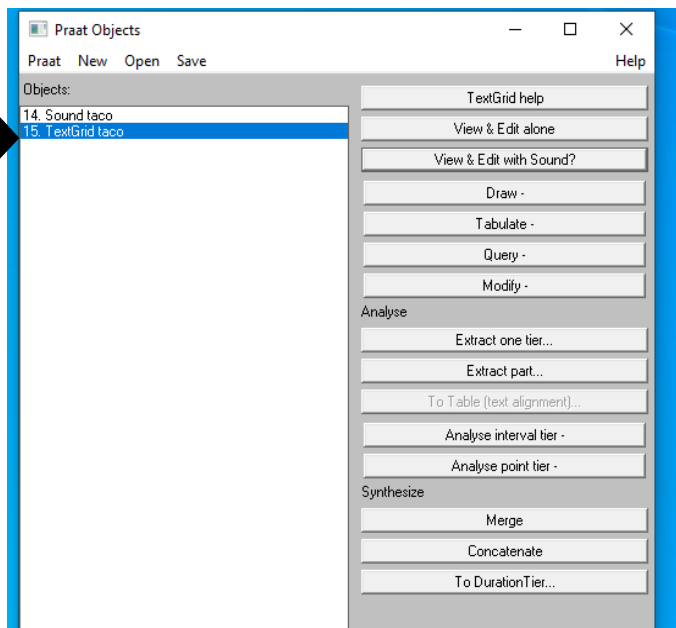 Praat Objects
Praat New Open Save Help
Objects:
14. Sound taco
15. TextGrid taco
TextGrid help
View & Edit alone
View & Edit with Sound?
Draw -
Tabulate -
Query -
Modify -
Analyse
Extract one tier...
Extract part...
To Table (text alignment)...
Analyse interval tier -
Analyse point tier -
Synthesize
Merge
Concatenate
To DurationTier...